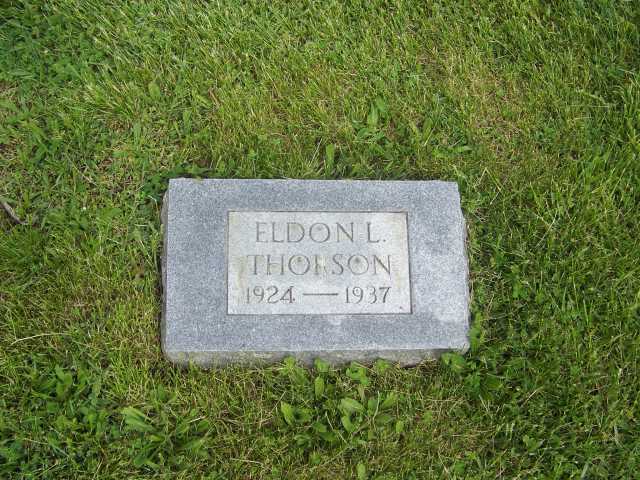 ELDON L.
THORSON
1924 — 1937